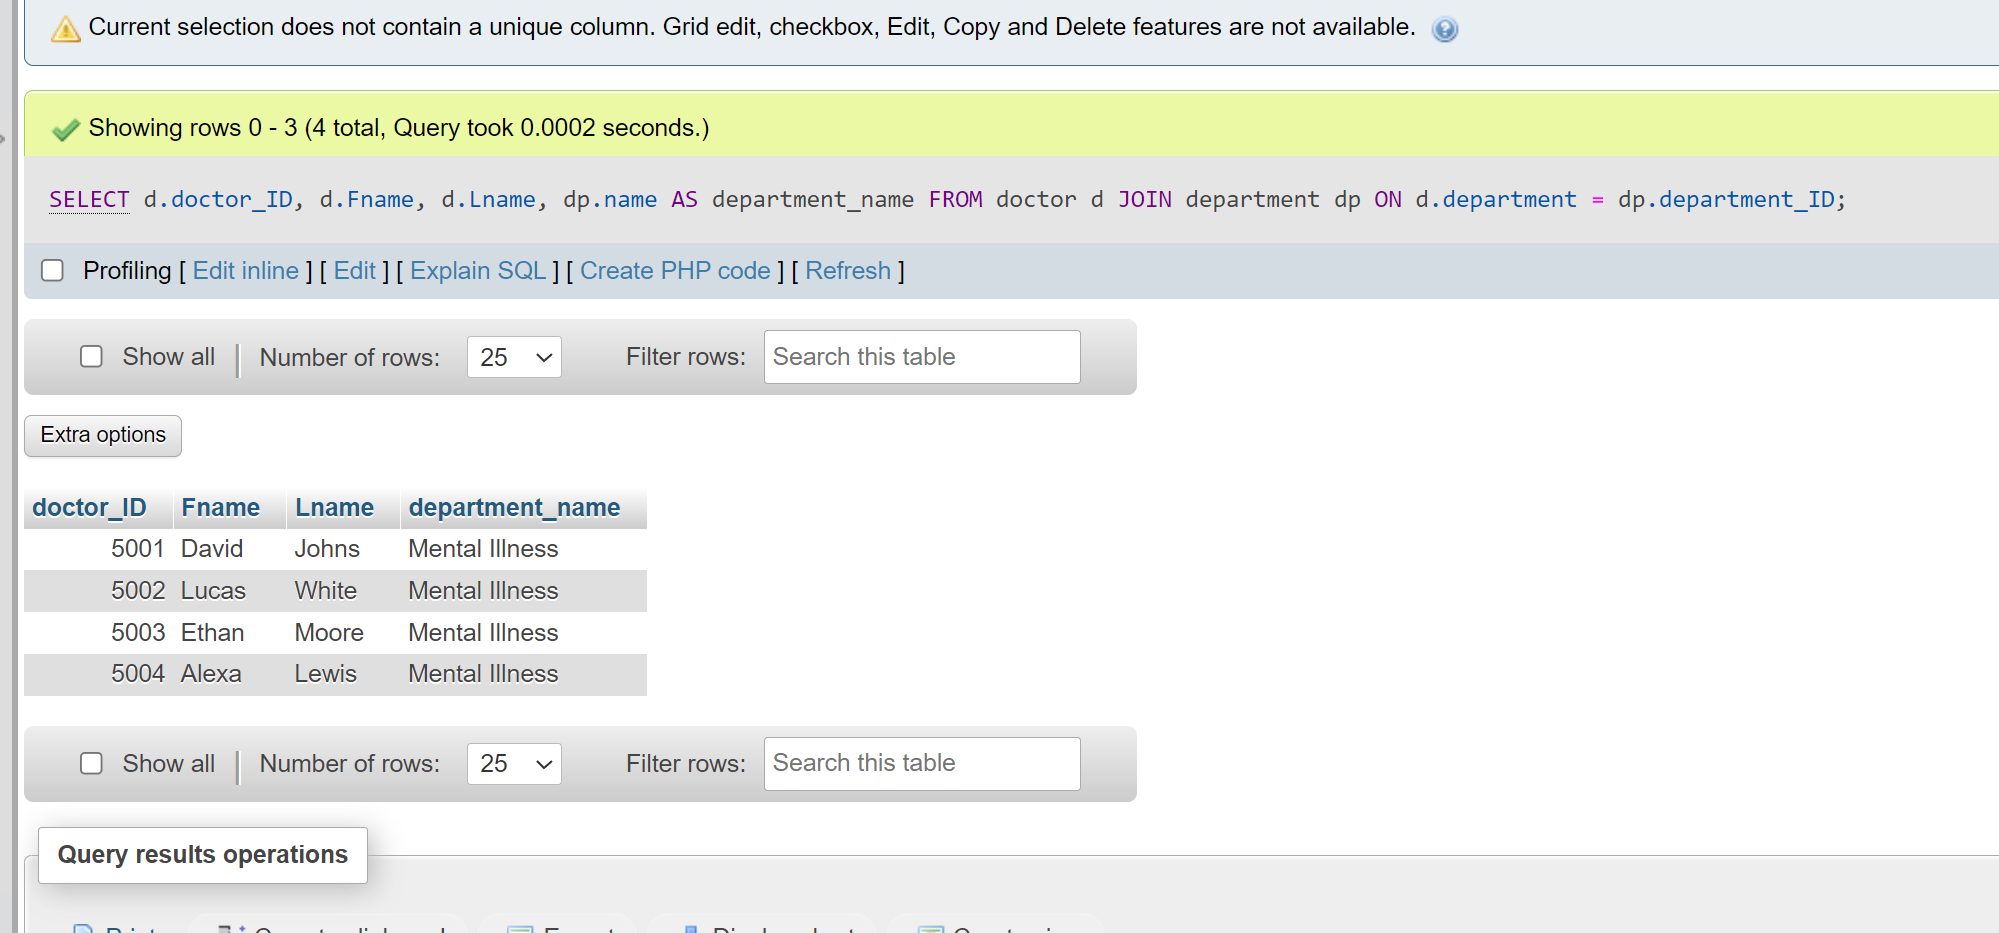 Current selection does not contain a unique column. Grid edit, checkbox, Edit, Copy and Delete features are not available.
Showing rows 0 - 3 (4 total, Query took 0.0002 seconds.)
SELECT d.doctor_ID, d.Fname, d.Lname, dp.name AS department_name FROM doctor d JOIN department dp ON d.department = dp.department_ID;
Profiling [ Edit inline ] [ Edit ] [ Explain SQL ] [ Create PHP code ] [ Refresh ]
Show all | Number of rows: 25 Filter rows: Search this table
Extra options
doctor_ID Fname Lname department_name
5001 David Johns Mental Illness
5002 Lucas White Mental Illness
5003 Ethan Moore Mental Illness
5004 Alexa Lewis Mental Illness
Show all | Number of rows: 25 Filter rows: Search this table
Query results operations